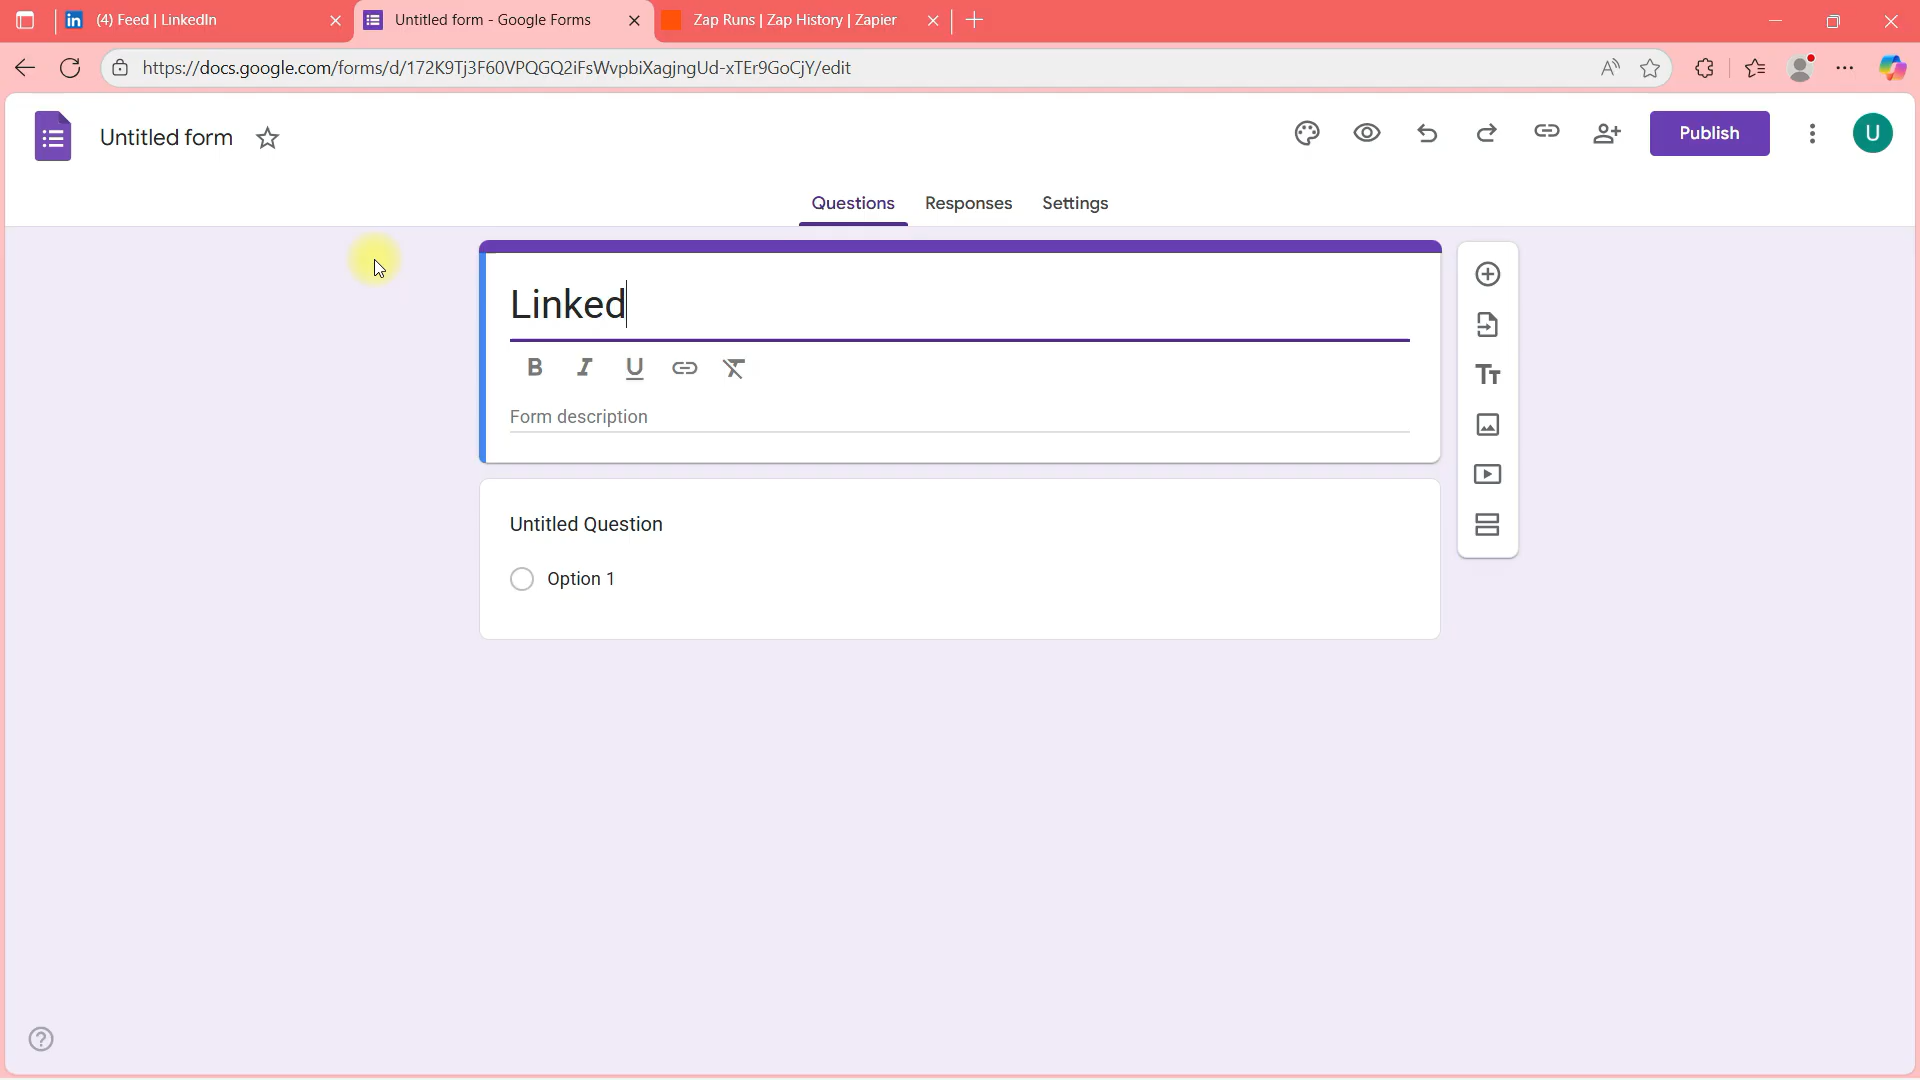 (4) Feed | LinkedIn
Untitled form - Google Forms
Zap Runs | Zap History | Zapier
https://docs.google.com/forms/d/172K9Tj3F60VPQGQ2iFsWvpbiXagjngUd-xTEr9GoCjY/edit
Untitled form
Publish
U
Questions
Responses
Settings
Linked
B I U
Form description
Untitled Question
Option 1